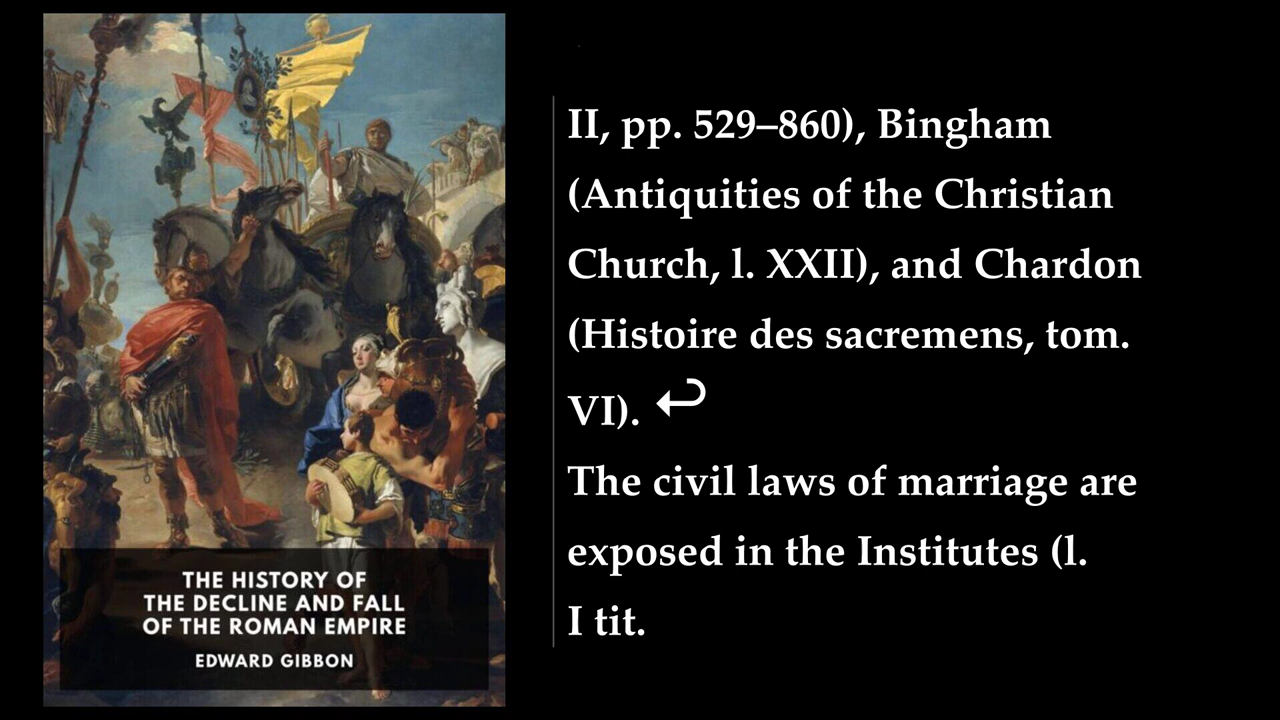 THE HISTORY OF
THE DECLINE AND FALL
OF THE ROMAN EMPIRE
EDWARD GIBBON
II, pp. 529–860), Bingham
(Antiquities of the Christian
Church, l. XXII), and Chardon
(Histoire des sacremens, tom.
VI). ↩
The civil laws of marriage are
exposed in the Institutes (l.
I tit.